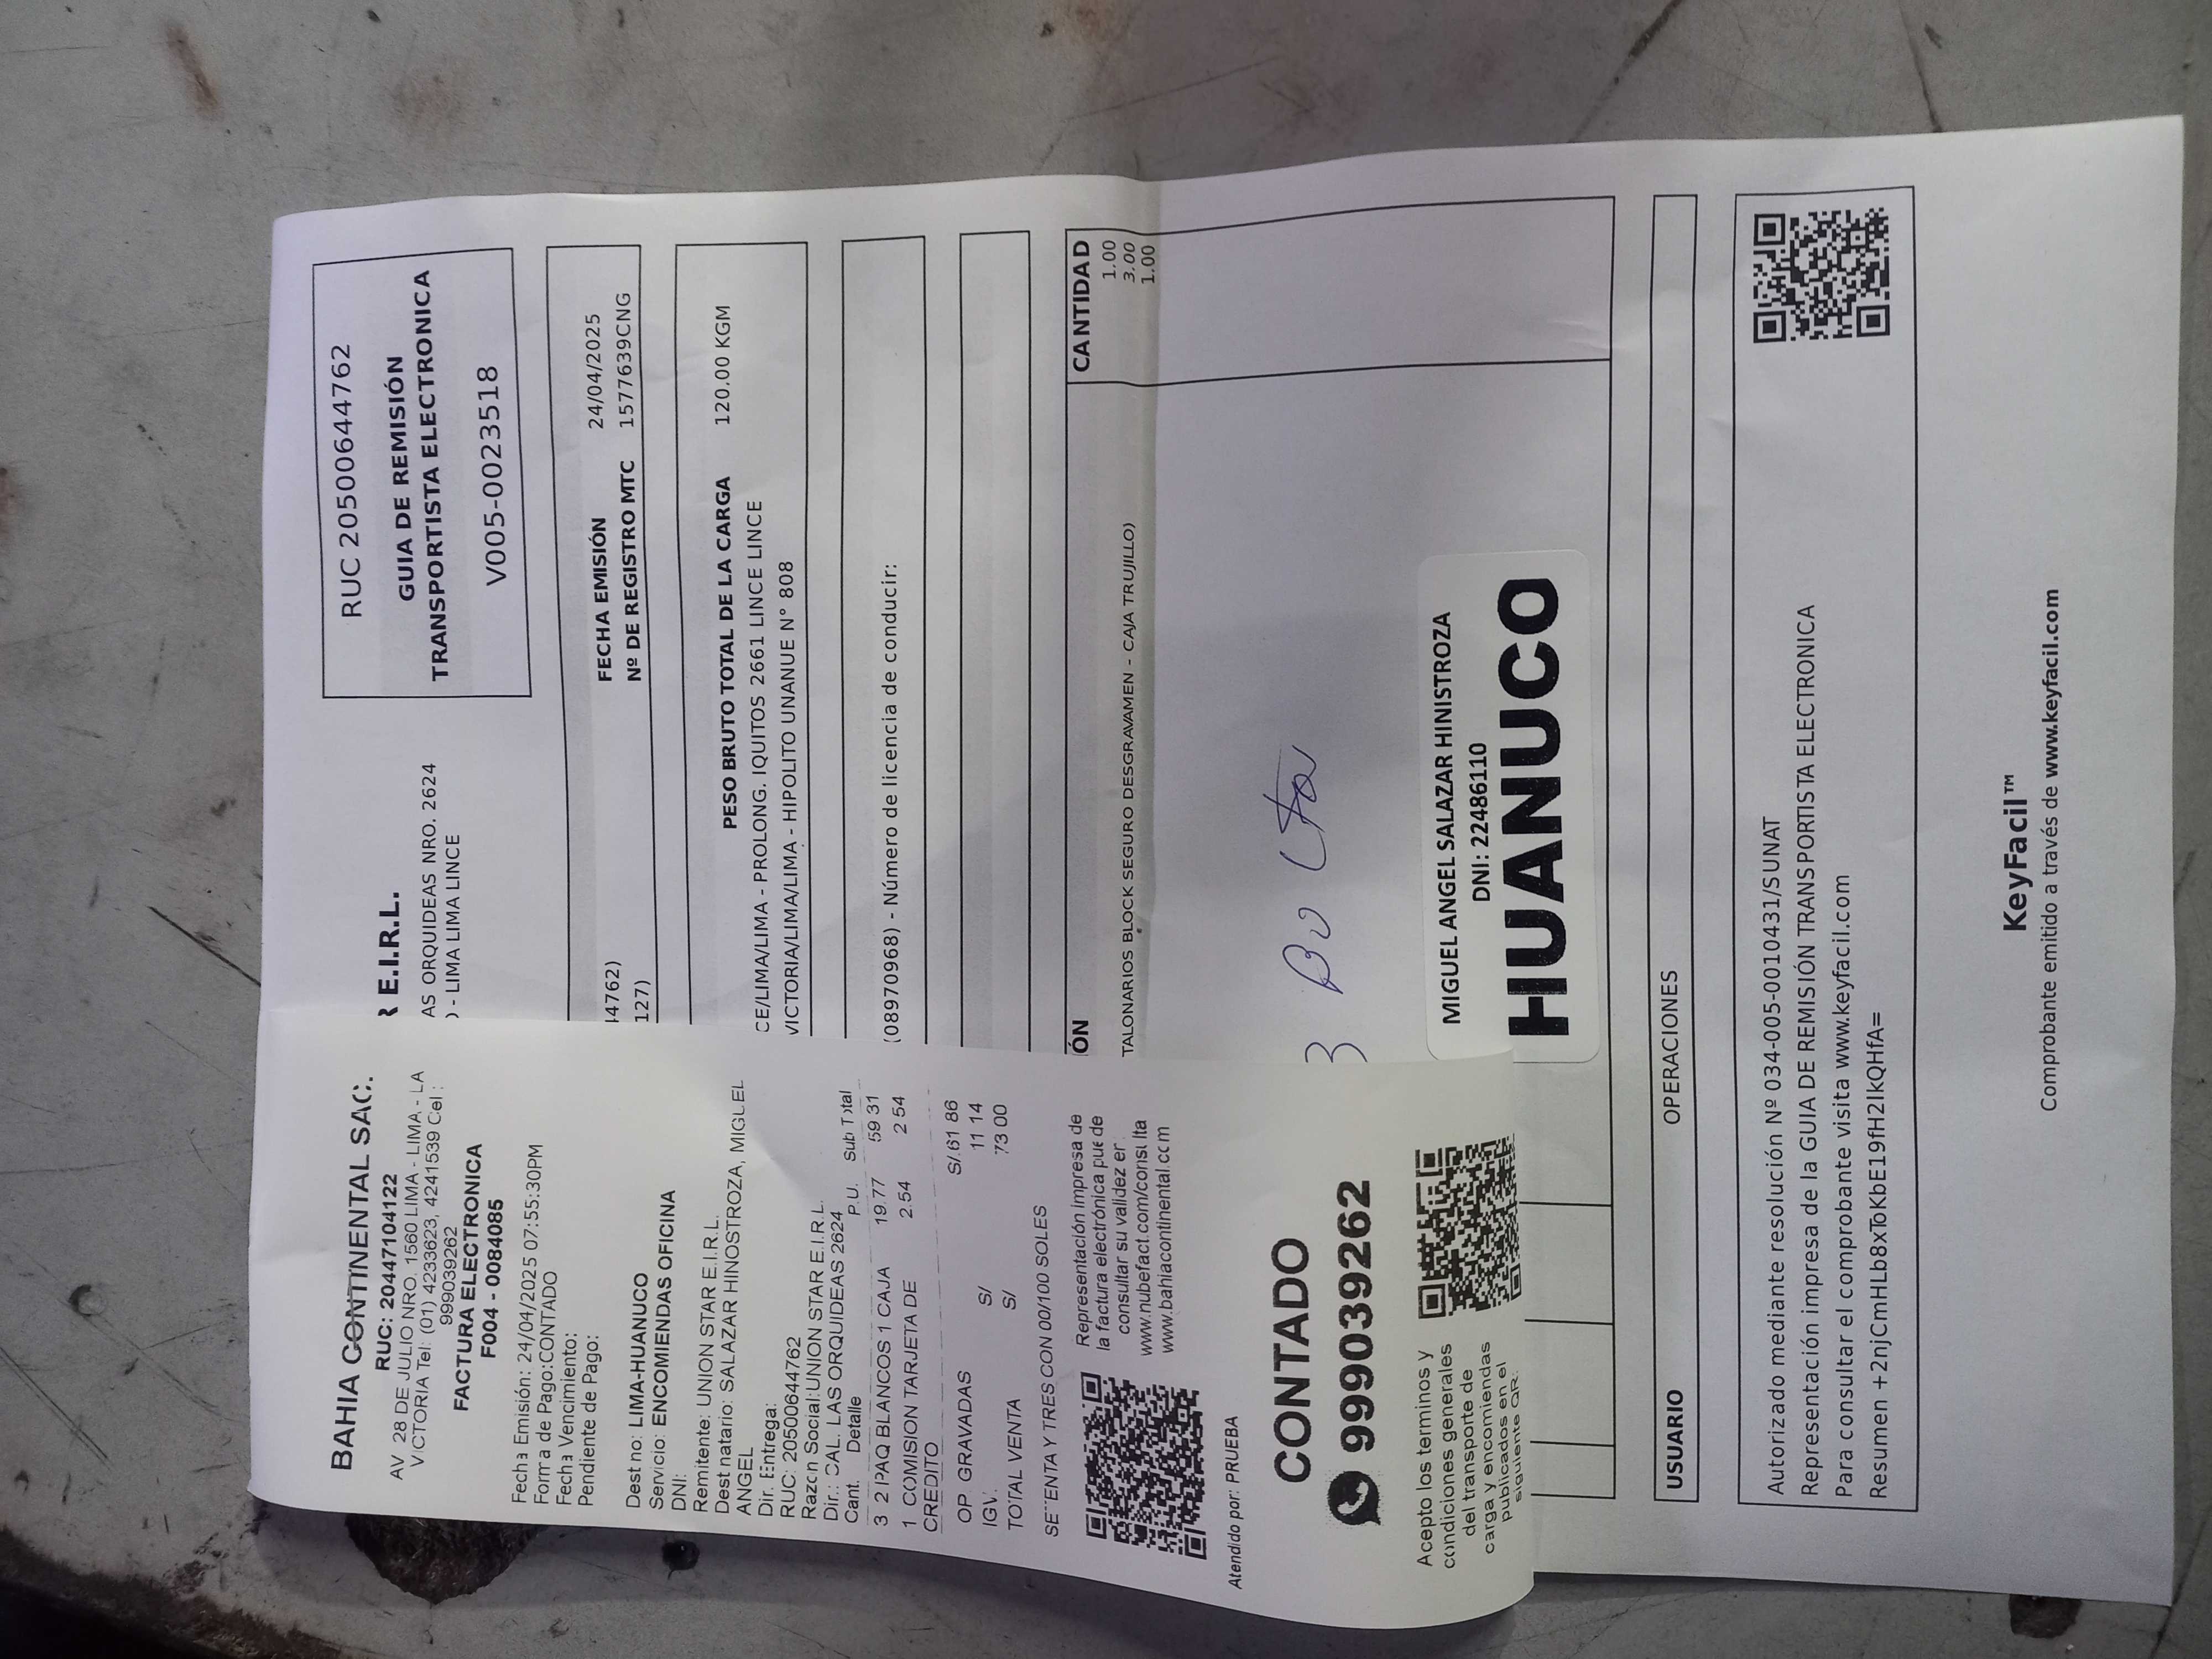 BAHIA CONTINENTAL SAC.
RUC: 20447104122
AV 28 DE JULIO NRO. 1560 LIMA - LIMA - LA
VICTORIA Tel: (01) 4233623, 4241539 Cel :
999039262
FACTURA ELECTRONICA
F004 - 0084085
Fecha Emisión: 24/04/2025 07:55:30PM
Forma de Pago:CONTADO
Fecha Vencimiento:
Pendiente de Pago:
Dest no: LIMA-HUANUCO
Servicio: ENCOMIENDAS OFICINA
DNI:
Remitente: UNION STAR E.I.R.L.
Dest natario: SALAZAR HINOSTROZA, MIGUEL
ANGEL
Dir. Entrega:
RUC: 20500644762
Razon Social:UNION STAR E.I.R.L.
Dir.: CAL. LAS ORQUIDEAS 2624
Cant. Detalle P.U. Sub Total
3 2 PAQ BLANCOS 1 CAJA 19.77 59 31
1 COMISION TARJETA DE 2.54 2 54
CREDITO
OP. GRAVADAS S/.61 86
IGV. S/ 11 14
TOTAL VENTA S/ 73 00
SETENTA Y TRES CON 00/100 SOLES
Representación impresa de
la factura electrónica puede
consultar su validez en
www.nubefact.com/consulta
www.bahiacontinental.com
Atendido por: PRUEBA
CONTADO
999039262
Acepto los terminos y
condiciones generales
del transporte de
carga y encomiendas
publicados en el
siguiente QR:
R E.I.R.L.
AS ORQUIDEAS NRO. 2624
- LIMA LIMA LINCE
RUC 20500644762
GUIA DE REMISIÓN
TRANSPORTISTA ELECTRONICA
V005-0023518
44762) FECHA EMISIÓN 24/04/2025
127) Nº DE REGISTRO MTC 1577639CNG
PESO BRUTO TOTAL DE LA CARGA 120.00 KGM
CE/LIMA/LIMA - PROLONG. IQUITOS 2661 LINCE LINCE
VICTORIA/LIMA/LIMA - HIPOLITO UNANUE N° 808
(08970968) - Número de licencia de conducir:
ÓN CANTIDAD
1.00
TALONARIOS BLOCK SEGURO DESGRAVAMEN - CAJA TRUJILLO) 3.00
1.00
3 Bultos
MIGUEL ANGEL SALAZAR HINISTROZA
DNI: 22486110
HUANUCO
USUARIO OPERACIONES
Autorizado mediante resolución Nº 034-005-0010431/SUNAT
Representación impresa de la GUIA DE REMISIÓN TRANSPORTISTA ELECTRONICA
Para consultar el comprobante visita www.keyfacil.com
Resumen +2njCmHLb8xToKbE19fH2IkQHfA=
KeyFacil™
Comprobante emitido a través de www.keyfacil.com